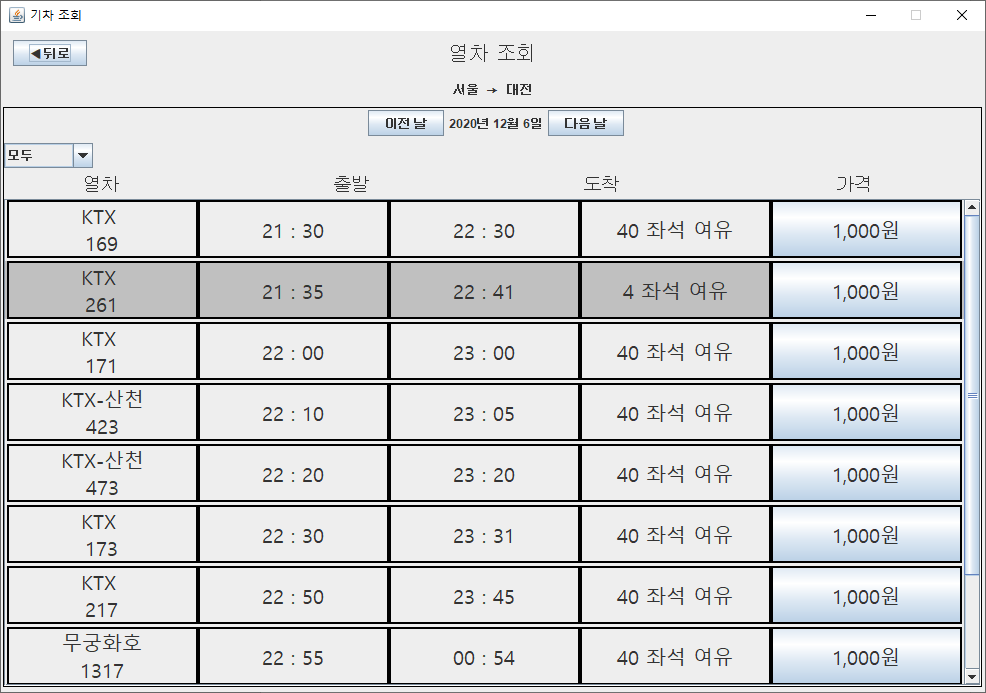 기차 조회
◀뒤로
열차 조회
서울 → 대전
이전 날 2020년 12월 6일 다음 날
모두
열차 출발 도착 가격
KTX
169
21 : 30 22 : 30 40 좌석 여유 1,000원
KTX
261
21 : 35 22 : 41 4 좌석 여유 1,000원
KTX
171
22 : 00 23 : 00 40 좌석 여유 1,000원
KTX-산천
423
22 : 10 23 : 05 40 좌석 여유 1,000원
KTX-산천
473
22 : 20 23 : 20 40 좌석 여유 1,000원
KTX
173
22 : 30 23 : 31 40 좌석 여유 1,000원
KTX
217
22 : 50 23 : 45 40 좌석 여유 1,000원
무궁화호
1317
22 : 55 00 : 54 40 좌석 여유 1,000원